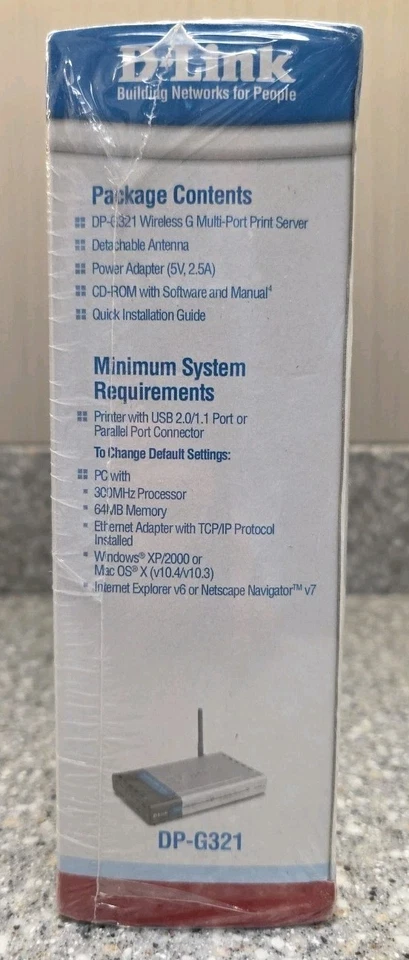 D-Link
Building Networks for People
Package Contents
DP-G321 Wireless G Multi-Port Print Server
Detachable Antenna
Power Adapter (5V, 2.5A)
CD-ROM with Software and Manual⁴
Quick Installation Guide
Minimum System
Requirements
Printer with USB 2.0/1.1 Port or
Parallel Port Connector
To Change Default Settings:
PC with
300MHz Processor
64MB Memory
Ethernet Adapter with TCP/IP Protocol
Installed
Windows® XP/2000 or
Mac OS® X (v10.4/v10.3)
Internet Explorer v6 or Netscape Navigator™ v7
DP-G321